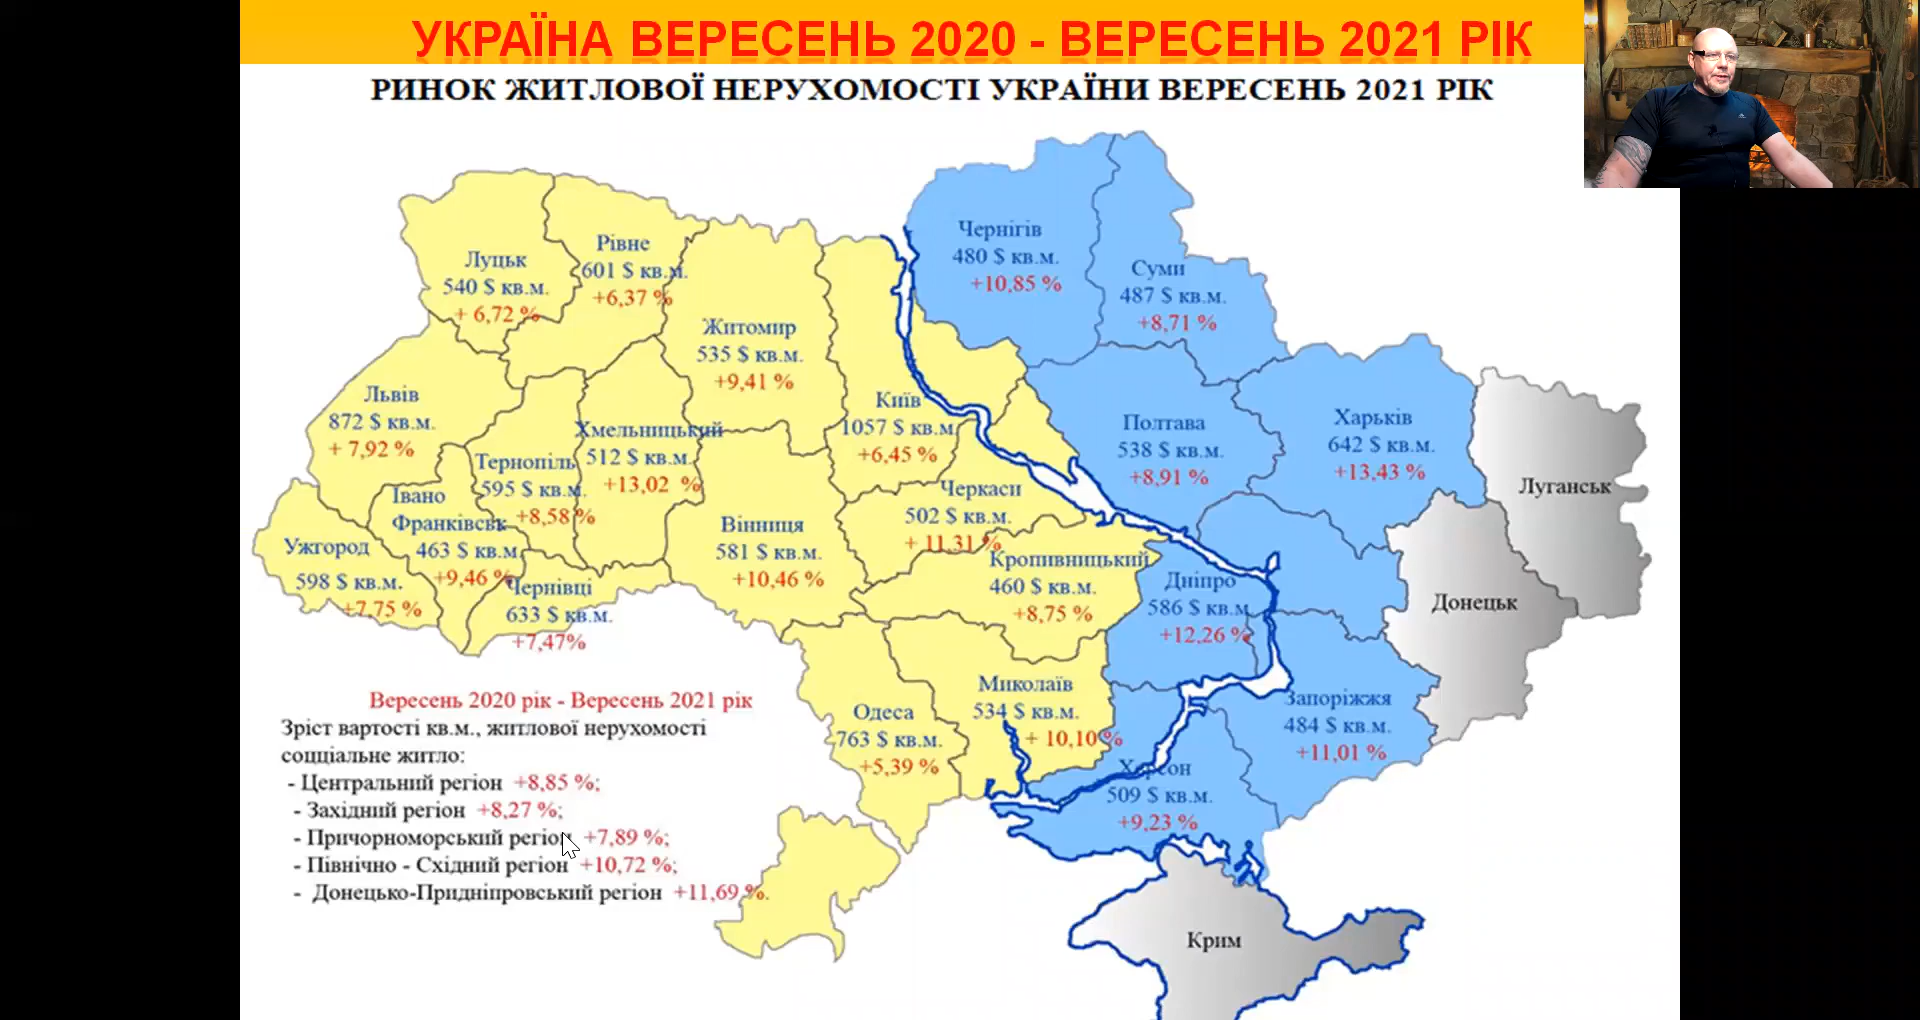 УКРАЇНА ВЕРЕСЕНЬ 2020 - ВЕРЕСЕНЬ 2021 РІК
РИНОК ЖИТЛОВОЇ НЕРУХОМОСТІ УКРАЇНИ ВЕРЕСЕНЬ 2021 РІК
Луцьк
540 $ кв.м.
+ 6,72 %
Рівне
601 $ кв.м.
+6,37 %
Житомир
535 $ кв.м.
+9,41 %
Чернігів
480 $ кв.м.
+10,85 %
Суми
487 $ кв.м.
+8,71 %
Львів
872 $ кв.м.
+ 7,92 %
Тернопіль
595 $ кв.м.
+8,58 %
Хмельницький
512 $ кв.м.
+13,02 %
Київ
1057 $ кв.м.
+6,45 %
Полтава
538 $ кв.м.
+8,91 %
Харьків
642 $ кв.м.
+13,43 %
Луганськ
Івано
Франківськ
463 $ кв.м.
+9,46 %
Ужгород
598 $ кв.м.
+7,75 %
Чернівці
633 $ кв.м.
+7,47%
Вінниця
581 $ кв.м.
+10,46 %
Черкаси
502 $ кв.м.
+ 11,31 %
Кропивницький
460 $ кв.м.
+8,75 %
Дніпро
586 $ кв.м.
+12,26 %
Донецьк
Одеса
763 $ кв.м.
+5,39 %
Миколаїв
534 $ кв.м.
+ 10,10 %
Херсон
509 $ кв.м.
+9,23 %
Запоріжжя
484 $ кв.м.
+11,01 %
Крим
Вересень 2020 рік - Вересень 2021 рік
Зріст вартості кв.м., житлової нерухомості
социіальне житло:
- Центральний регіон +8,85 %;
- Західний регіон +8,27 %;
- Причорноморський регіон +7,89 %;
- Північно - Східний регіон +10,72 %;
- Донецько-Придніпровський регіон +11,69 %.